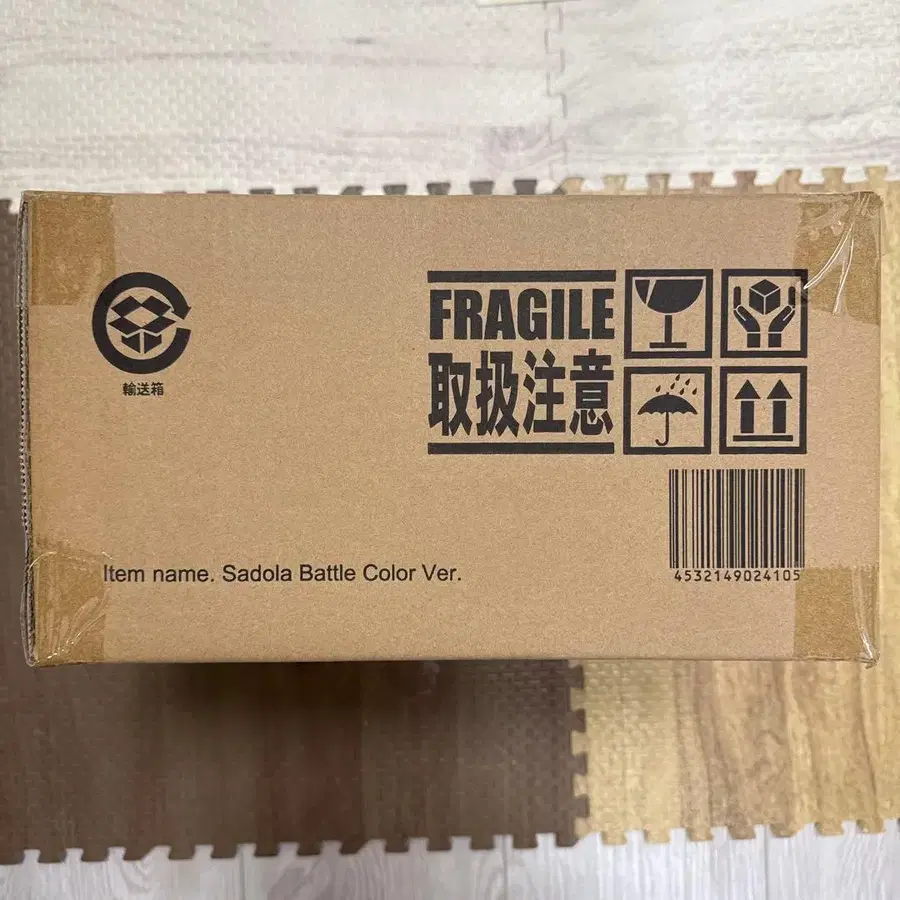 輸送箱
FRAGILE
取扱注意
Item name. Sadola Battle Color Ver.
4532149024105